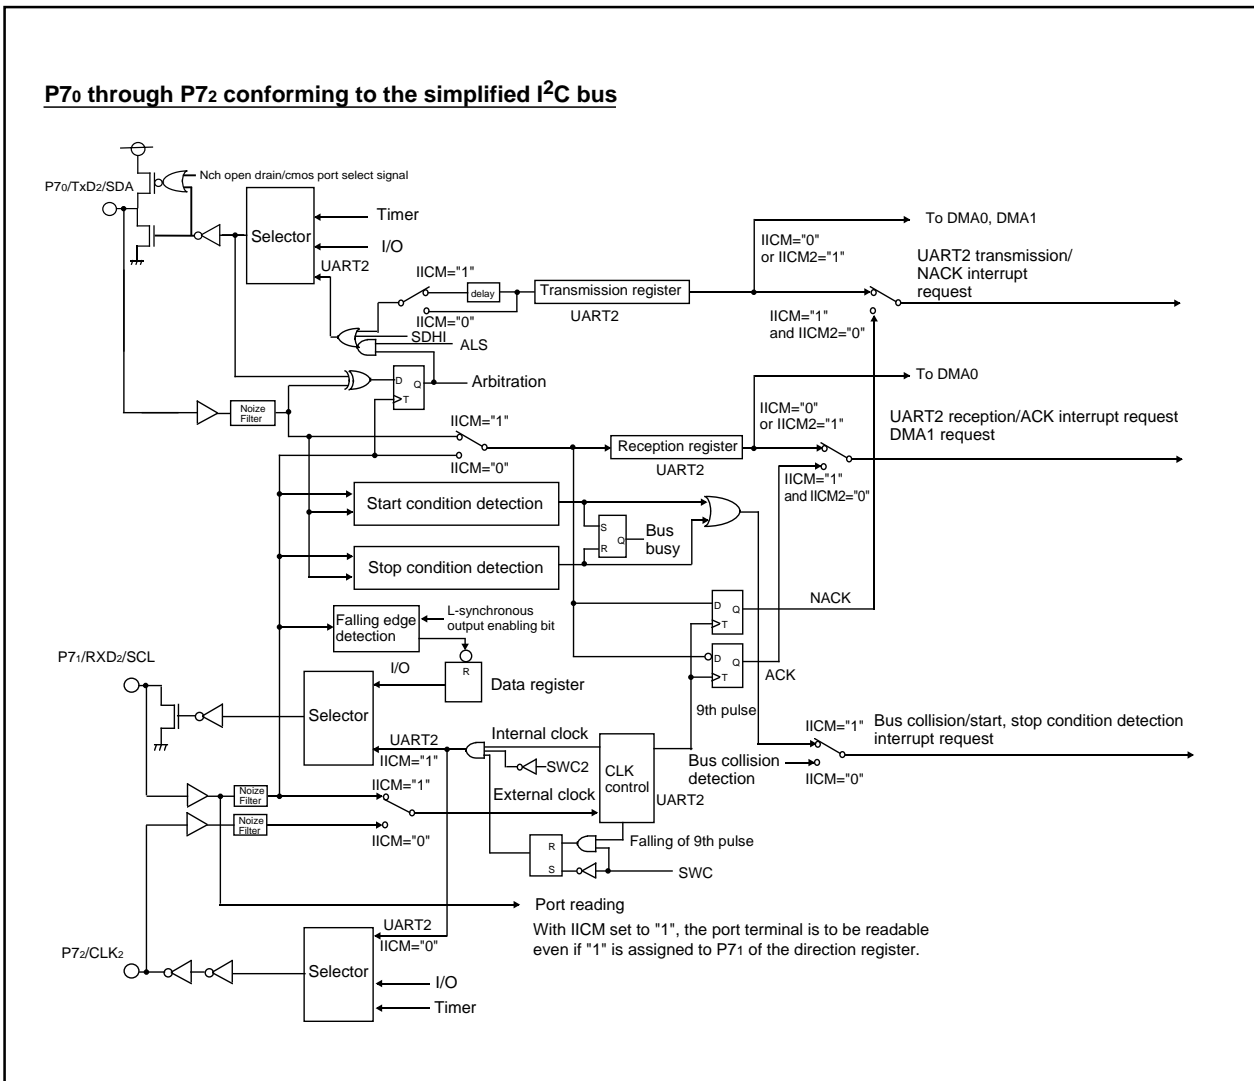 P70 through P72 conforming to the simplified I2C bus
P70/TxD2/SDA
Nch open drain/cmos port select signal
Selector
Timer
I/O
UART2
IICM="1"
delay
IICM="0"
SDHI
ALS
Transmission register
UART2
To DMA0, DMA1
IICM="0"
or IICM2="1"
UART2 transmission/
NACK interrupt
request
IICM="1"
and IICM2="0"
D
Q
T
Arbitration
Noize
Filter
To DMA0
IICM="0"
or IICM2="1"
UART2 reception/ACK interrupt request
DMA1 request
IICM="1"
IICM="0"
Reception register
UART2
IICM="1"
and IICM2="0"
Start condition detection
S
R
Q
Bus
busy
Stop condition detection
D
Q
T
NACK
Falling edge
detection
L-synchronous
output enabling bit
D
Q
T
ACK
9th pulse
P71/RXD2/SCL
I/O
R
Data register
Selector
UART2
IICM="1"
Internal clock
SWC2
External clock
CLK
control
UART2
Bus collision
detection
IICM="1"
IICM="0"
Bus collision/start, stop condition detection
interrupt request
Noize
Filter
IICM="1"
Noize
Filter
IICM="0"
R
S
Falling of 9th pulse
SWC
Port reading
With IICM set to "1", the port terminal is to be readable
even if "1" is assigned to P71 of the direction register.
P72/CLK2
UART2
IICM="0"
Selector
I/O
Timer